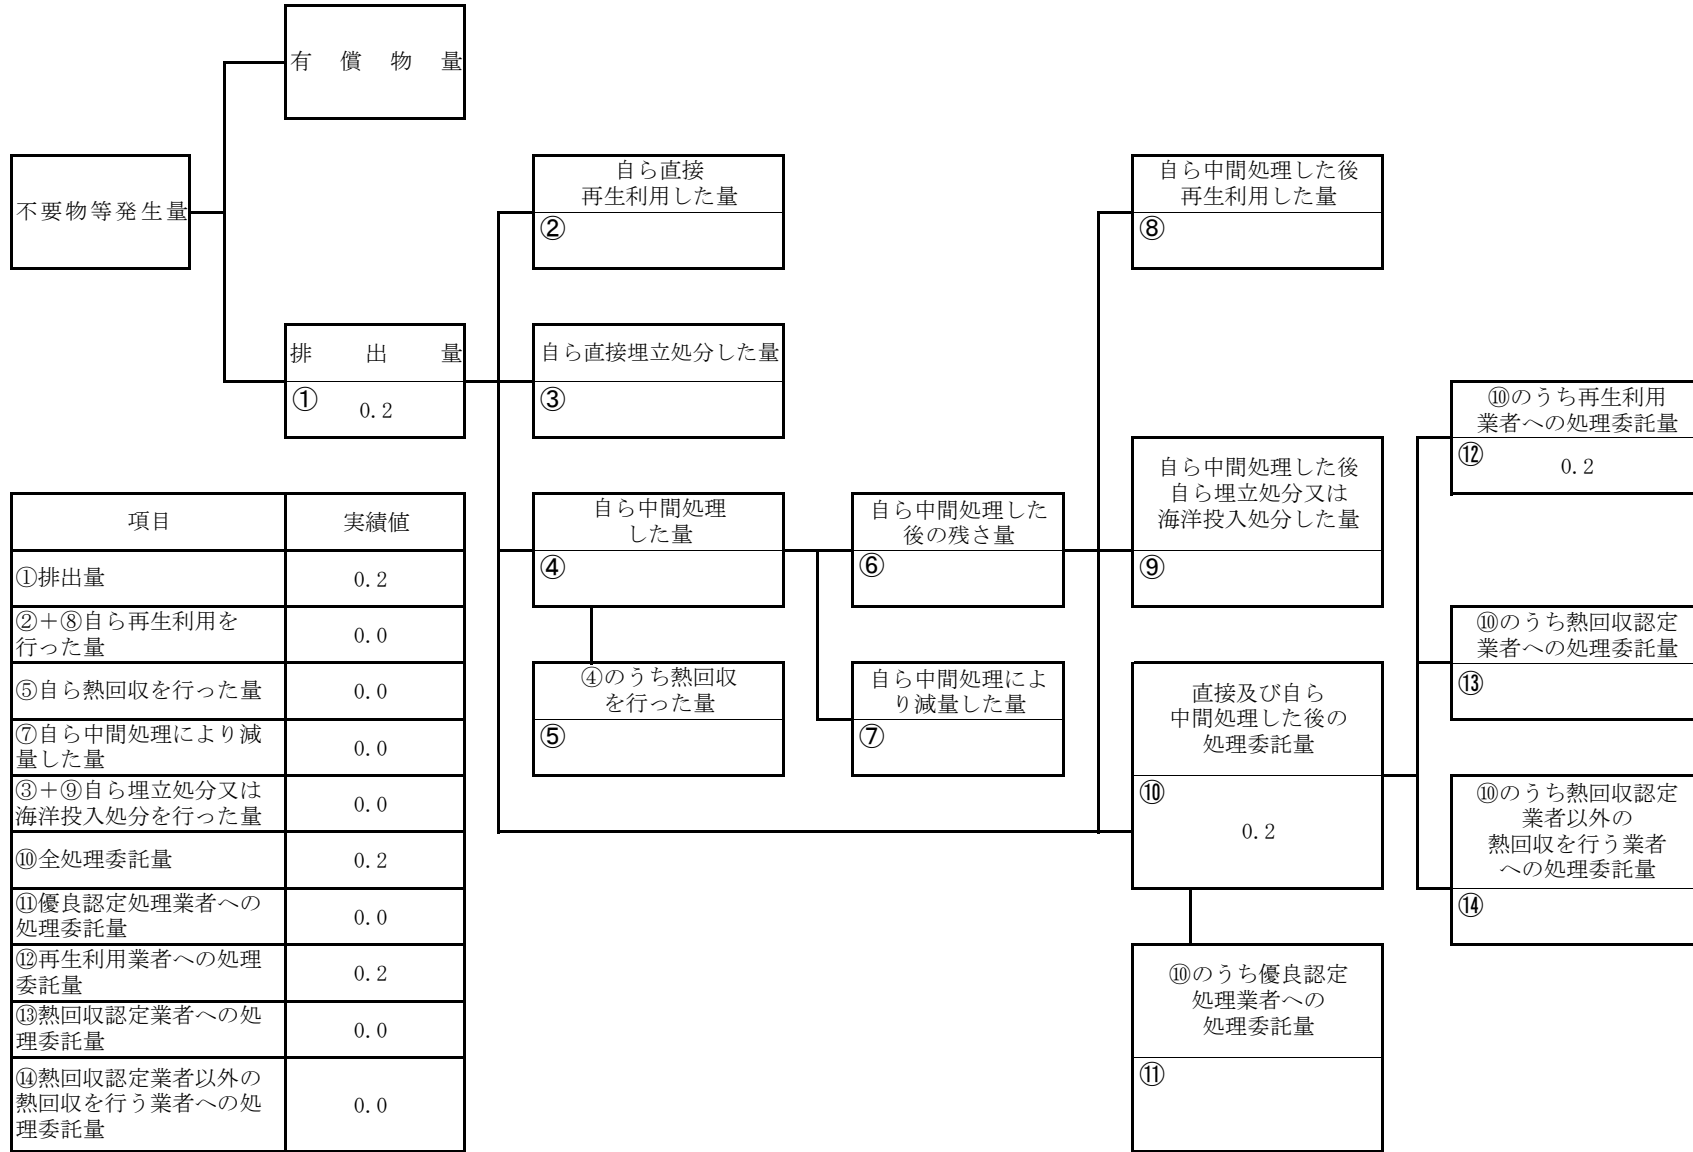 有償物量
不要物等発生量
排出量
①
0.2
自ら直接
再生利用した量
②
自ら直接埋立処分した量
③
自ら中間処理
した量
④
④のうち熱回収
を行った量
⑤
自ら中間処理した
後の残さ量
⑥
自ら中間処理によ
り減量した量
⑦
自ら中間処理した後
再生利用した量
⑧
自ら中間処理した後
自ら埋立処分又は
海洋投入処分した量
⑨
直接及び自ら
中間処理した後の
処理委託量
⑩
0.2
⑩のうち優良認定
処理業者への
処理委託量
⑪
⑩のうち再生利用
業者への処理委託量
⑫
0.2
⑩のうち熱回収認定
業者への処理委託量
⑬
⑩のうち熱回収認定
業者以外の
熱回収を行う業者
への処理委託量
⑭
項目 実績値
①排出量 0.2
②＋⑧自ら再生利用を
行った量 0.0
⑤自ら熱回収を行った量 0.0
⑦自ら中間処理により減
量した量 0.0
③＋⑨自ら埋立処分又は
海洋投入処分を行った量 0.0
⑩全処理委託量 0.2
⑪優良認定処理業者への
処理委託量 0.0
⑫再生利用業者への処理
委託量 0.2
⑬熱回収認定業者への処
理委託量 0.0
⑭熱回収認定業者以外の
熱回収を行う業者への処
理委託量 0.0